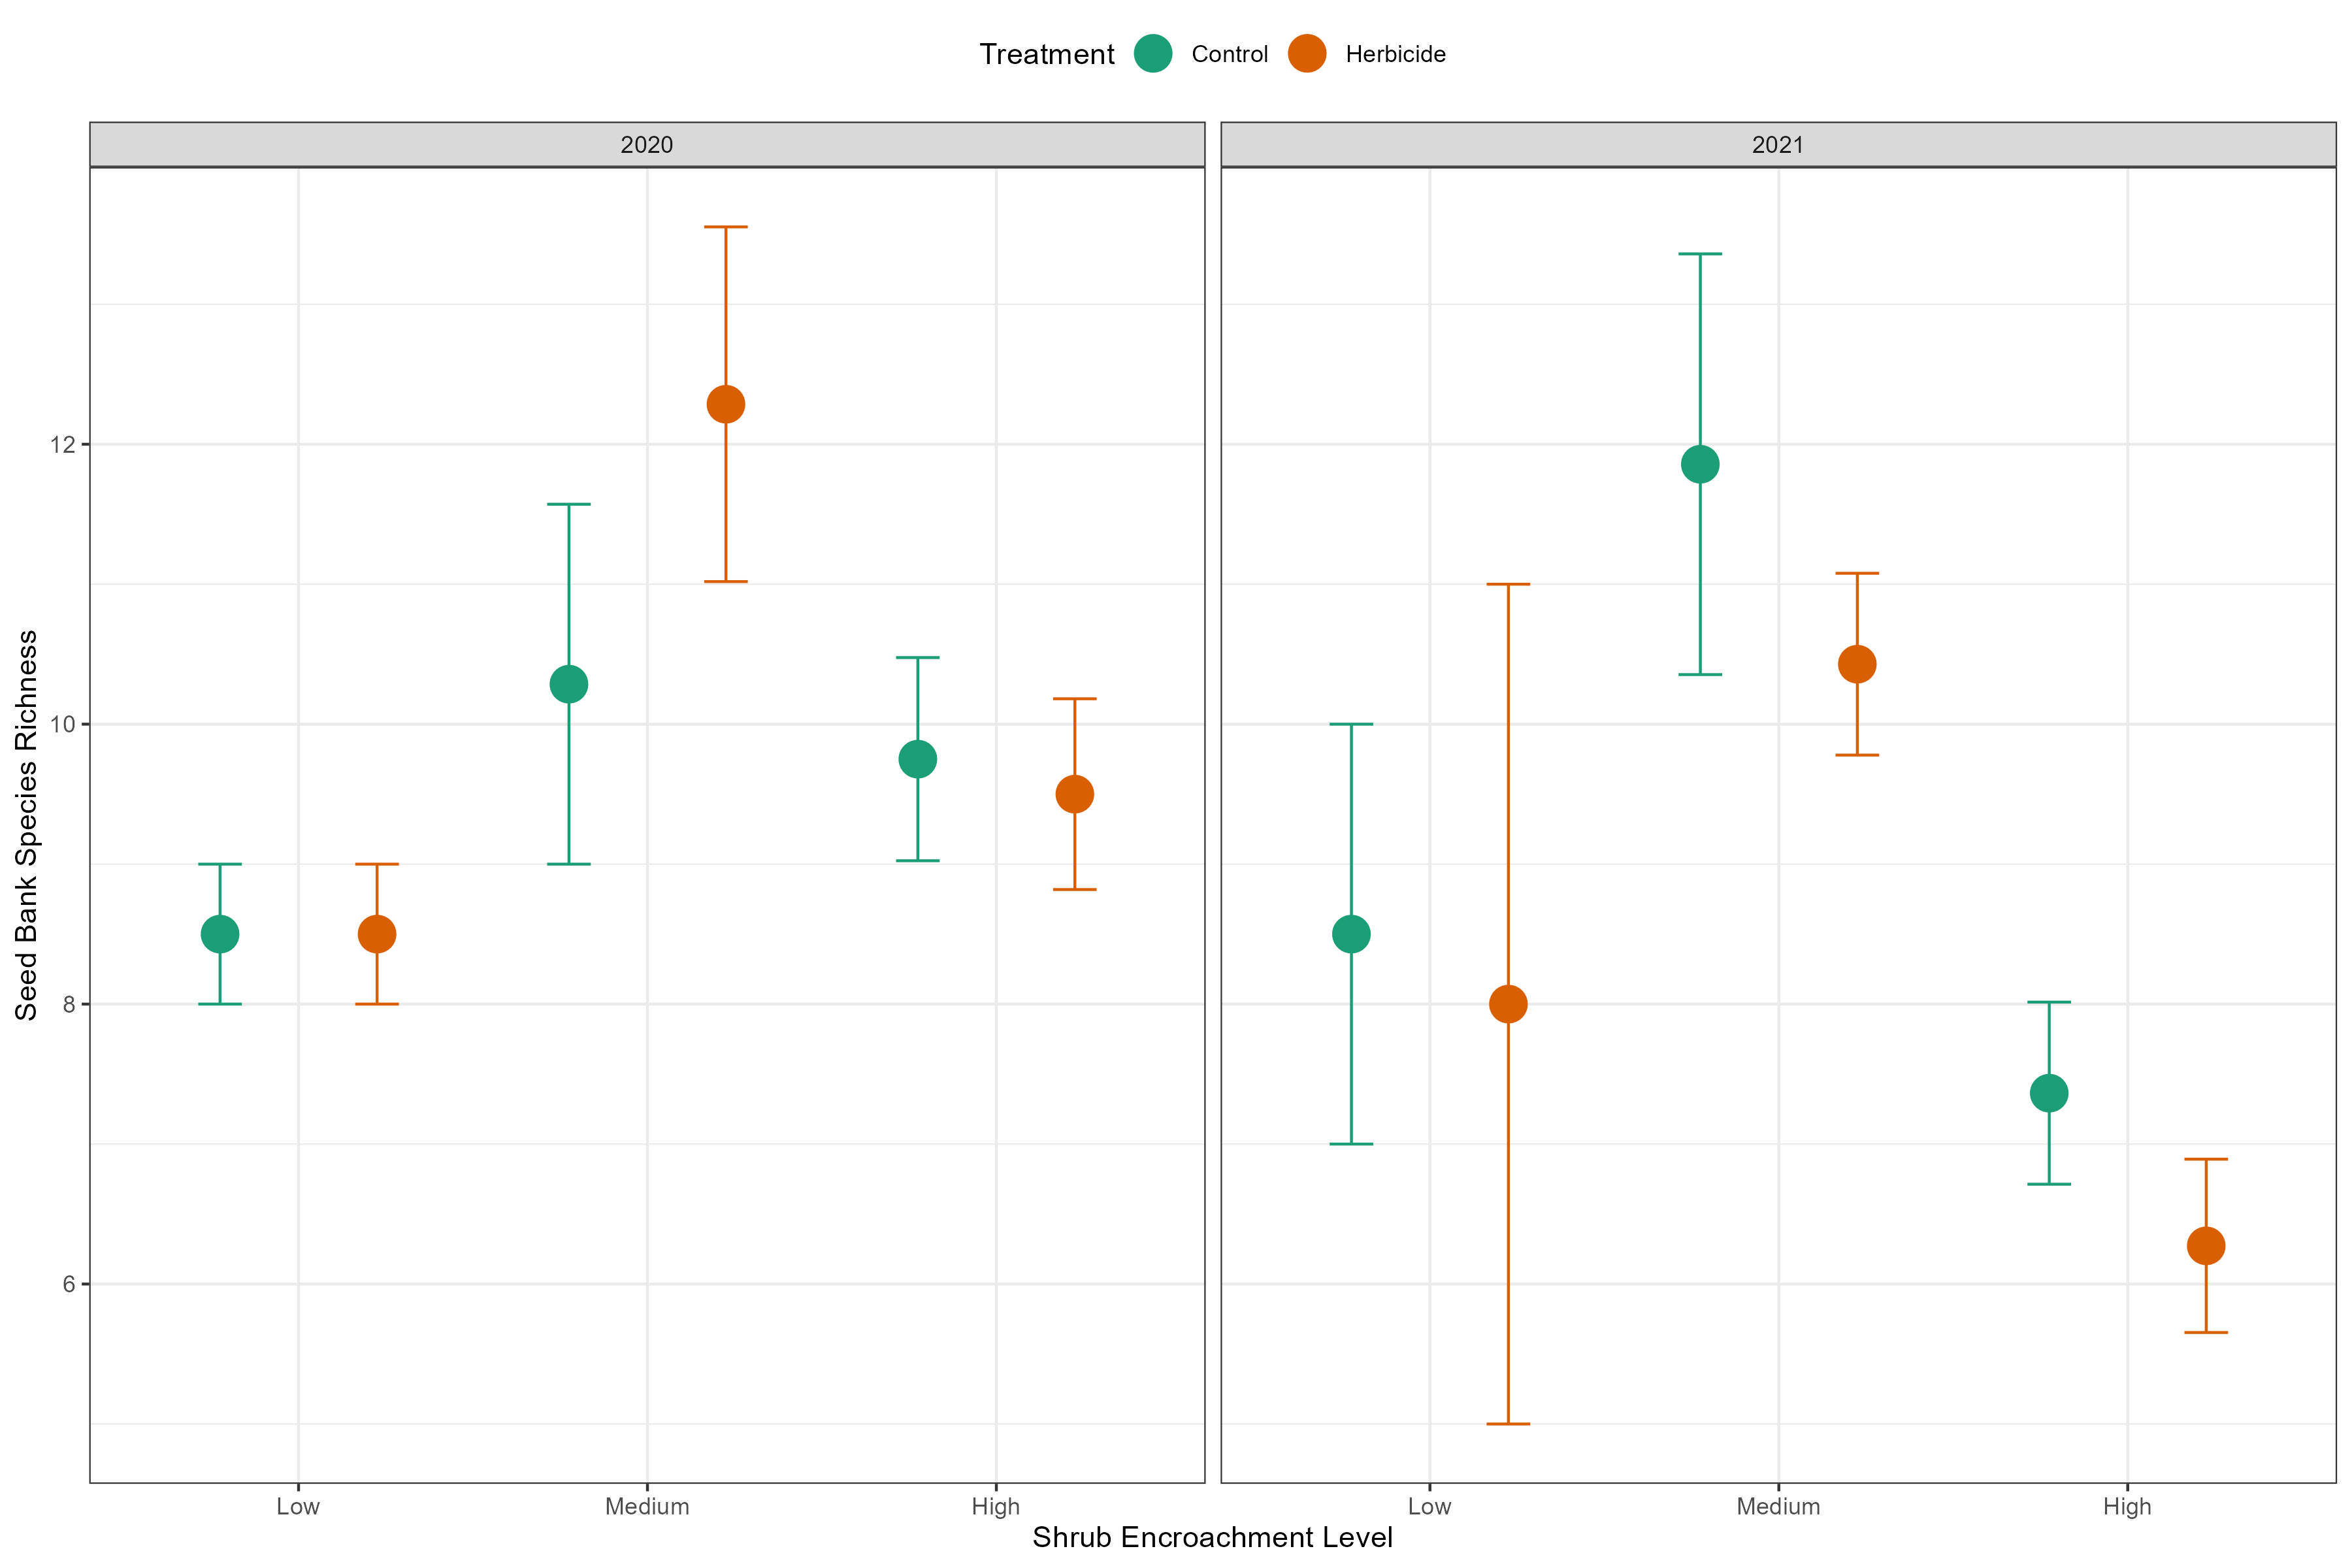 Treatment Control Herbicide
2020 2021
Seed Bank Species Richness
12
10
8
6
Low Medium High Low Medium High
Shrub Encroachment Level